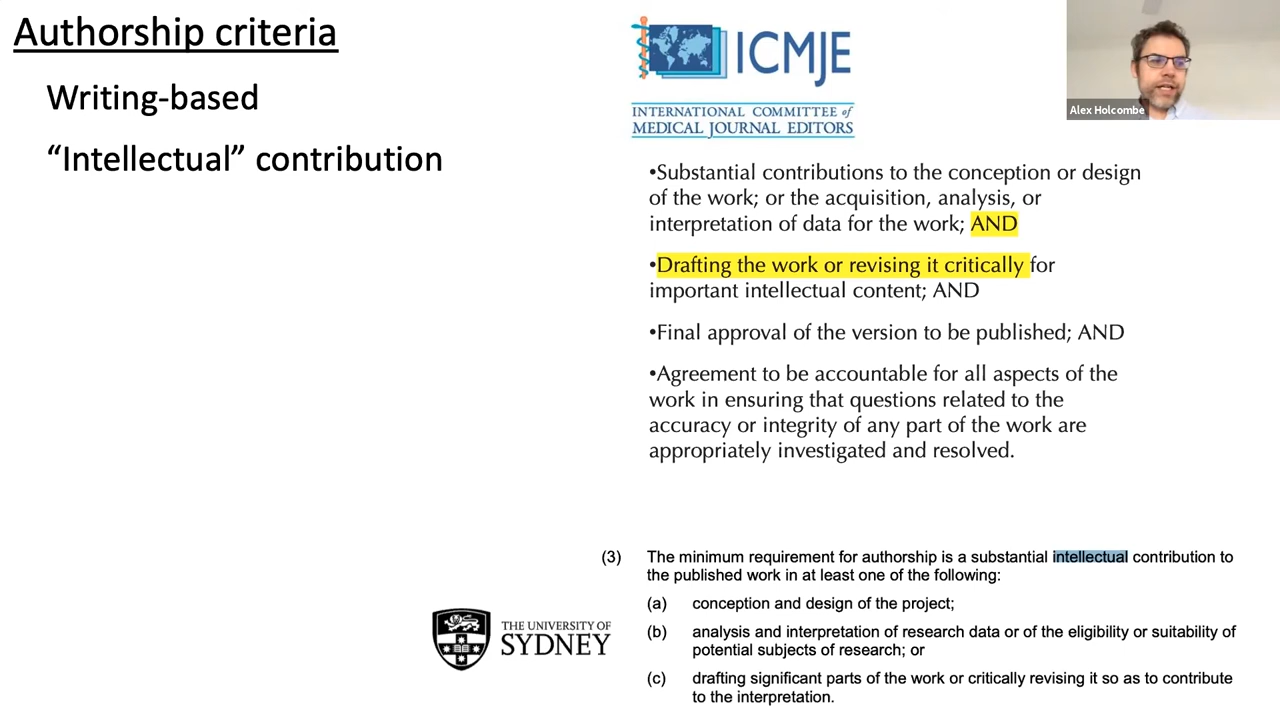 Authorship criteria
Writing-based
“Intellectual” contribution
ICMJE
INTERNATIONAL COMMITTEE of
MEDICAL JOURNAL EDITORS
Alex Holcombe
•Substantial contributions to the conception or design
of the work; or the acquisition, analysis, or
interpretation of data for the work; AND
•Drafting the work or revising it critically for
important intellectual content; AND
•Final approval of the version to be published; AND
•Agreement to be accountable for all aspects of the
work in ensuring that questions related to the
accuracy or integrity of any part of the work are
appropriately investigated and resolved.
THE UNIVERSITY OF
SYDNEY
(3) The minimum requirement for authorship is a substantial intellectual contribution to
the published work in at least one of the following:
(a) conception and design of the project;
(b) analysis and interpretation of research data or of the eligibility or suitability of
potential subjects of research; or
(c) drafting significant parts of the work or critically revising it so as to contribute
to the interpretation.